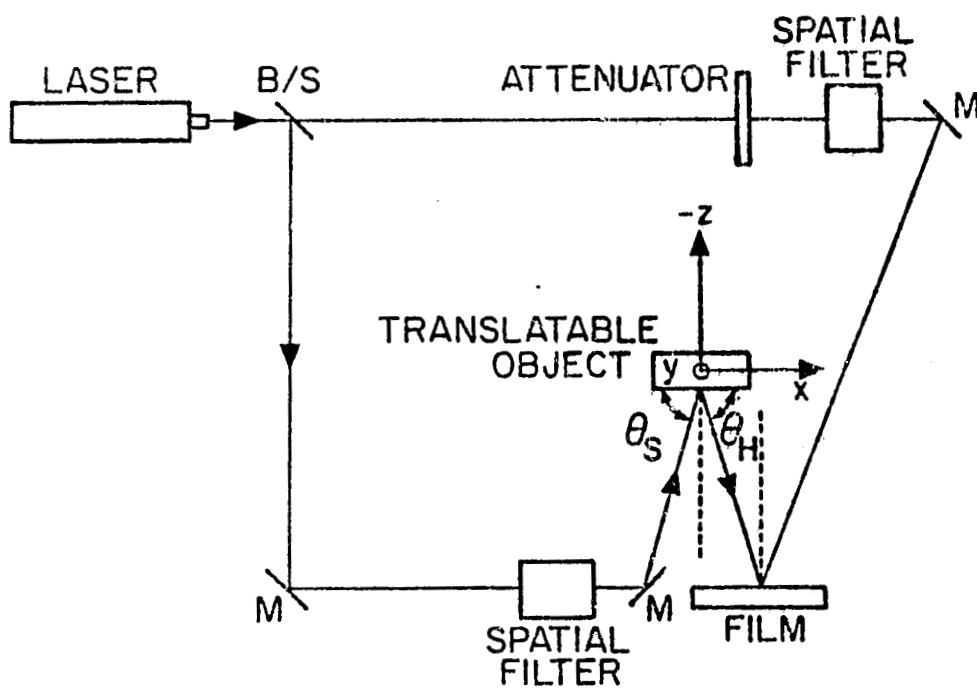 SPATIAL
FILTER
LASER
B/S
ATTENUATOR
M
-z
TRANSLATABLE
OBJECT
y
x
θS
θH
M
M
SPATIAL
FILTER
FILM